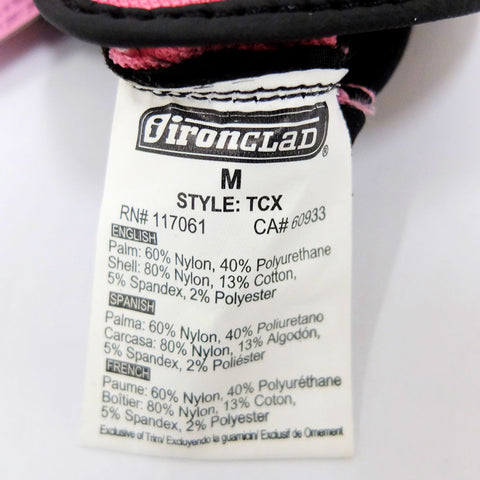 IRONCLAD®
M
STYLE: TCX
RN# 117061 CA# 60933
ENGLISH
Palm: 60% Nylon, 40% Polyurethane
Shell: 80% Nylon, 13% Cotton,
5% Spandex, 2% Polyester
SPANISH
Palma: 60% Nylon, 40% Poliuretano
Carcasa: 80% Nylon, 13% Algodón,
5% Spandex, 2% Poliéster
FRENCH
Paume: 60% Nylon, 40% Polyuréthane
Boîtier: 80% Nylon, 13% Coton,
5% Spandex, 2% Polyester
Exclusive of Trim/ Excluyendo la guarnición/ Exclusif de Ornement